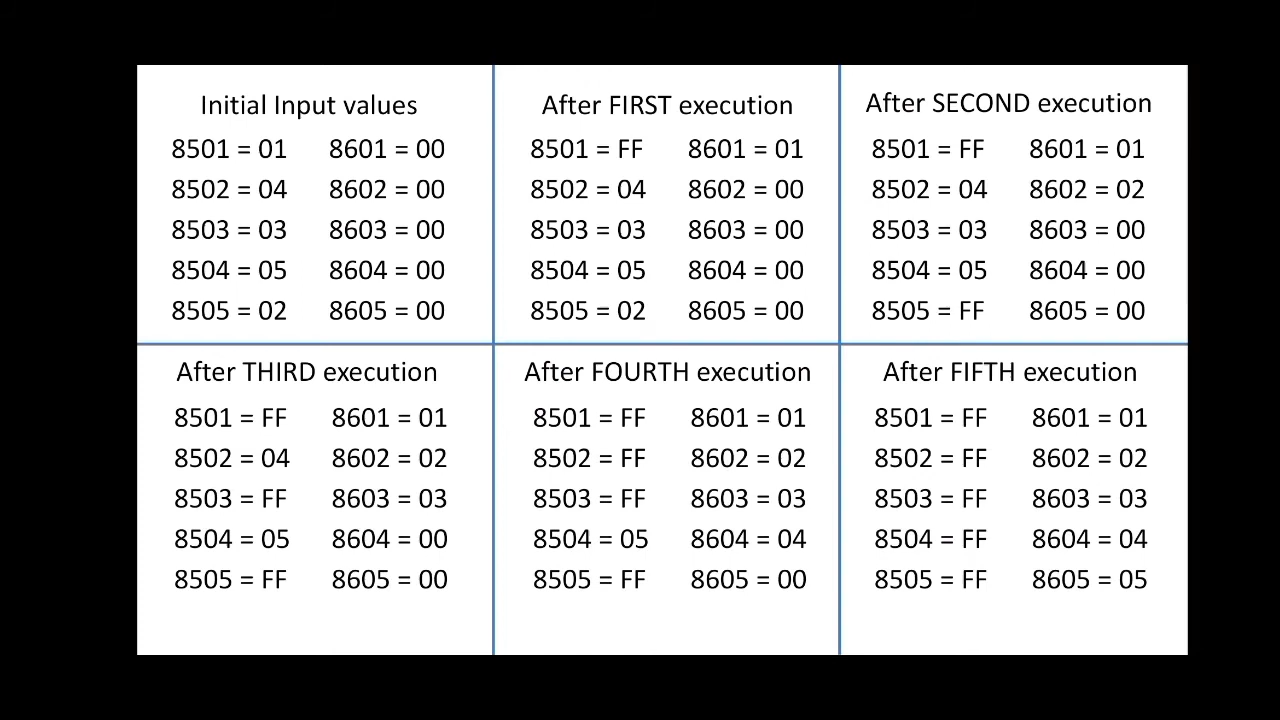 Initial Input values
8501 = 01 8601 = 00
8502 = 04 8602 = 00
8503 = 03 8603 = 00
8504 = 05 8604 = 00
8505 = 02 8605 = 00
After FIRST execution
8501 = FF 8601 = 01
8502 = 04 8602 = 00
8503 = 03 8603 = 00
8504 = 05 8604 = 00
8505 = 02 8605 = 00
After SECOND execution
8501 = FF 8601 = 01
8502 = 04 8602 = 02
8503 = 03 8603 = 00
8504 = 05 8604 = 00
8505 = FF 8605 = 00
After THIRD execution
8501 = FF 8601 = 01
8502 = 04 8602 = 02
8503 = FF 8603 = 03
8504 = 05 8604 = 00
8505 = FF 8605 = 00
After FOURTH execution
8501 = FF 8601 = 01
8502 = FF 8602 = 02
8503 = FF 8603 = 03
8504 = 05 8604 = 04
8505 = FF 8605 = 00
After FIFTH execution
8501 = FF 8601 = 01
8502 = FF 8602 = 02
8503 = FF 8603 = 03
8504 = FF 8604 = 04
8505 = FF 8605 = 05